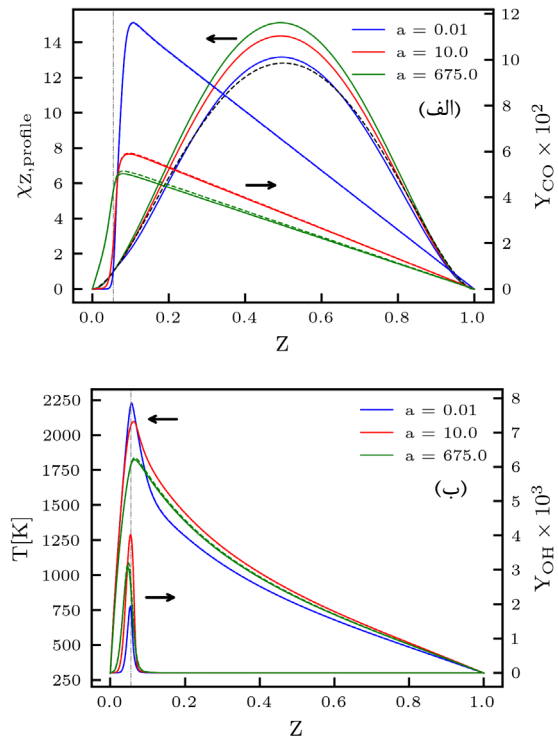 a = 0.01
a = 10.0
a = 675.0
(الف)
χZ,profile
14
12
10
8
6
4
2
0
12
10
8
6
4
2
0
Y_CO × 10²
0.0 0.2 0.4 0.6 0.8 1.0
Z
a = 0.01
a = 10.0
a = 675.0
(ب)
T[K]
2250
2000
1750
1500
1250
1000
750
500
250
8
7
6
5
4
3
2
1
0
Y_OH × 10³
0.0 0.2 0.4 0.6 0.8 1.0
Z